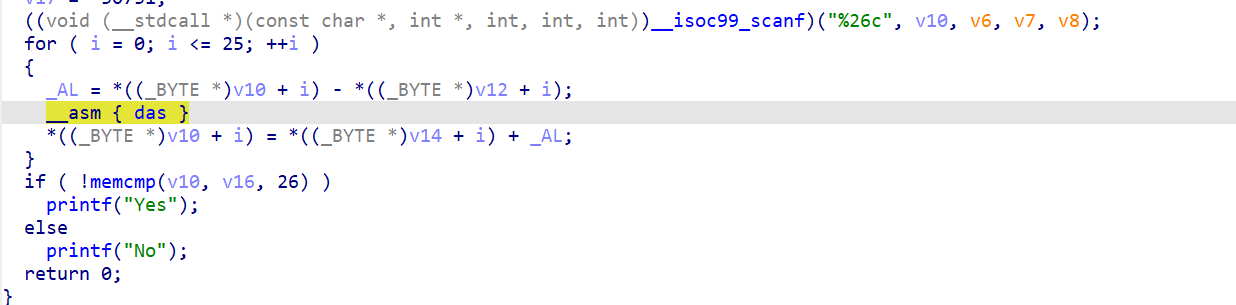 ((void (__stdcall *)(const char *, int *, int, int, int))__isoc99_scanf)("%26c", v10, v6, v7, v8);
for ( i = 0; i <= 25; ++i )
{
_AL = *((_BYTE *)v10 + i) - *((_BYTE *)v12 + i);
__asm { das }
*((_BYTE *)v10 + i) = *((_BYTE *)v14 + i) + _AL;
}
if ( !memcmp(v10, v16, 26) )
printf("Yes");
else
printf("No");
return 0;
}